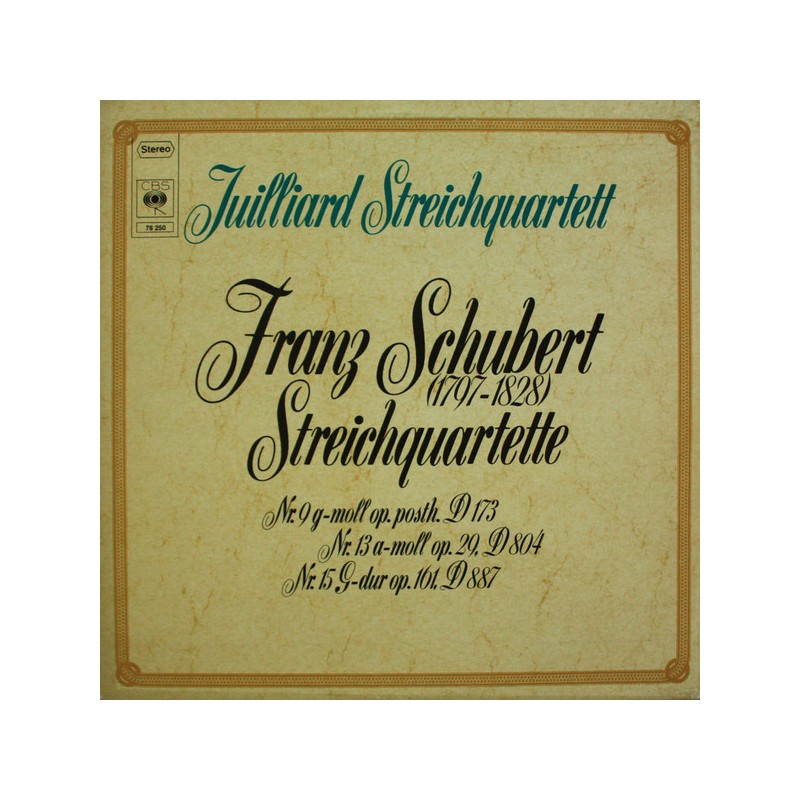 Stereo
CBS
78 250
Juilliard Streichquartett
Franz Schubert
(1797-1828)
Streichquartette
Nr. 9 g-moll op. posth. D 173
Nr. 13 a-moll op. 29, D 804
Nr. 15 G-dur op. 161, D 887